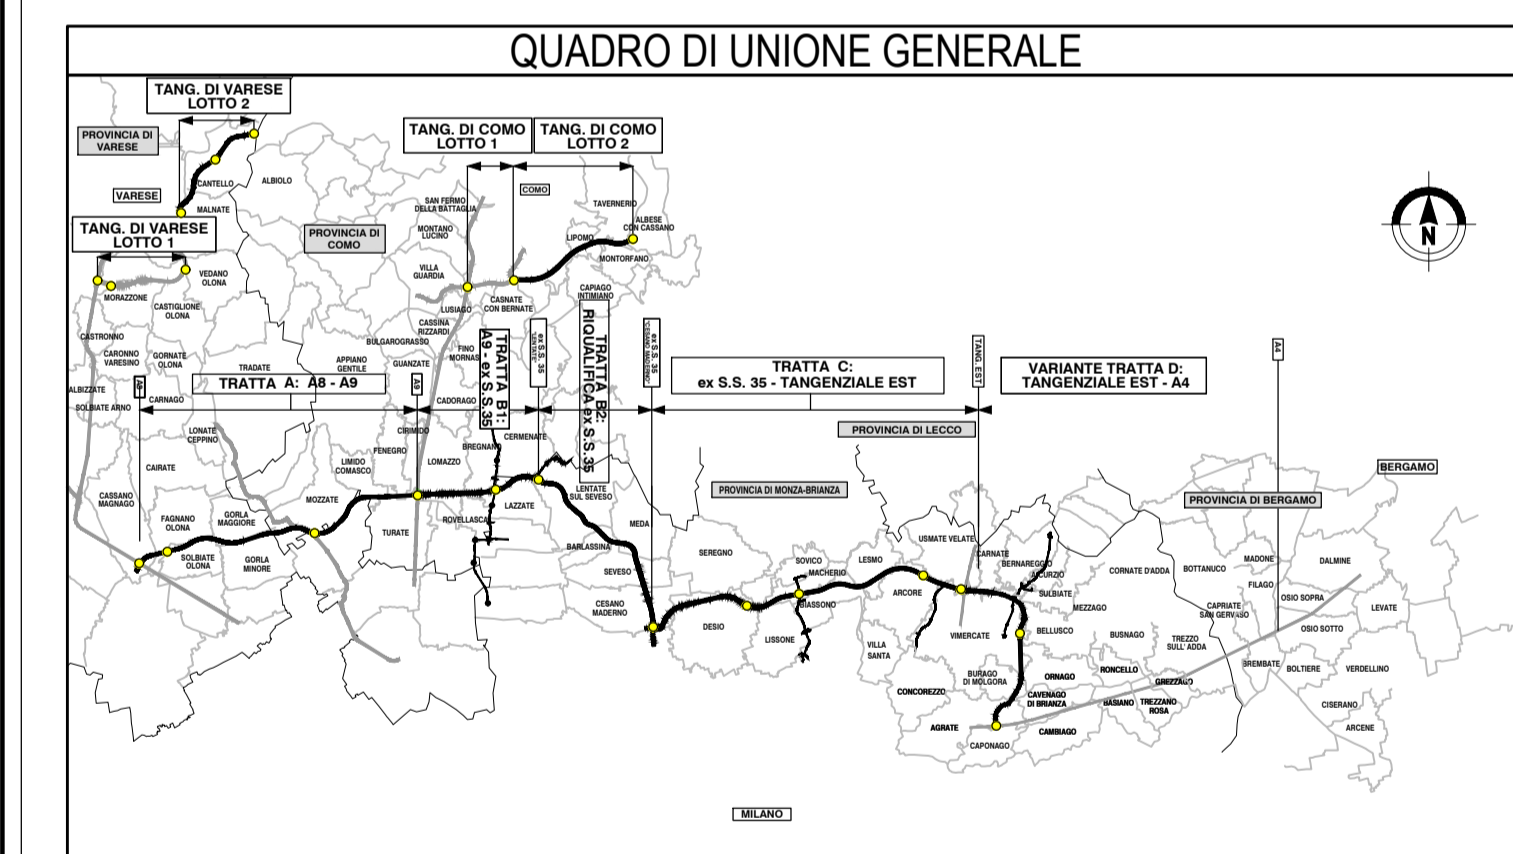 QUADRO DI UNIONE GENERALE
TANG. DI VARESE
LOTTO 2
PROVINCIA DI
VARESE
TANG. DI COMO
LOTTO 1
TANG. DI COMO
LOTTO 2
CANTELLO
ALBIOLO
VARESE
MALNATE
COMO
SAN FERMO
DELLA BATTAGLIA
TAVERNERIO
TANG. DI VARESE
LOTTO 1
PROVINCIA DI
COMO
MONTANO
LUCINO
LIPOMO
ALBESE
CON CASSANO
MONTORFANO
N
VEDANO
OLONA
VILLA
GUARDIA
MORAZZONE
CASTIGLIONE
OLONA
LUSIAGO
CASNATE
CON BERNATE
CAPIAGO
INTIMIANO
CASTRONNO
CASSINA
RIZZARDI
BULGAROGRASSO
CARONNO
VARESINO
GORNATE
OLONA
TRADATE
APPIANO
GENTILE
GUANZATE
FINO
MORNAS
TRATTA B1:
A9 - ex S.S.35
ex S.S. 35
"LENTATE"
TRATTA B2:
RIQUALIFICA ex S.S.35
ex S.S. 35
"CESANO MADERNO"
TRATTA C:
ex S.S. 35 - TANGENZIALE EST
TANG. EST
VARIANTE TRATTA D:
TANGENZIALE EST - A4
A4
ALBIZZATE
A8
TRATTA A: A8 - A9
A9
SOLBIATE ARNO
CARNAGO
CADORAGO
LONATE
CEPPINO
CIRIMIDO
CERMENATE
PROVINCIA DI LECCO
FENEGRO
BREGNANO
CAIRATE
LIMIDO
COMASCO
LOMAZZO
BERGAMO
CASSANO
MAGNAGO
MOZZATE
LENTATE
SUL SEVESO
PROVINCIA DI MONZA-BRIANZA
PROVINCIA DI BERGAMO
FAGNANO
OLONA
GORLA
MAGGIORE
TURATE
ROVELLASCA
LAZZATE
MEDA
SOLBIATE
OLONA
GORLA
MINORE
BARLASSINA
SEREGNO
USMATE VELATE
CARNATE
SEVESO
SOVICO
MACHERIO
LESMO
BERNAREGGIO
AICURZIO
CORNATE D'ADDA
BOTTANUCO
MADONE
DALMINE
FILAGO
CESANO
MADERNO
BIASSONO
ARCORE
SULBIATE
MEZZAGO
CAPRIATE
SAN GERVASO
OSIO SOPRA
LEVATE
DESIO
LISSONE
VIMERCATE
BELLUSCO
BUSNAGO
TREZZO
SULL' ADDA
OSIO SOTTO
VILLA
SANTA
BURAGO
DI MOLGORA
ORNAGO
RONCELLO
GREZZAGO
BREMBATE
BOLTIERE
VERDELLINO
CONCOREZZO
CAVENAGO
DI BRIANZA
BASIANO
TREZZANO
ROSA
CISERANO
AGRATE
CAMBIAGO
ARCENE
CAPONAGO
MILANO